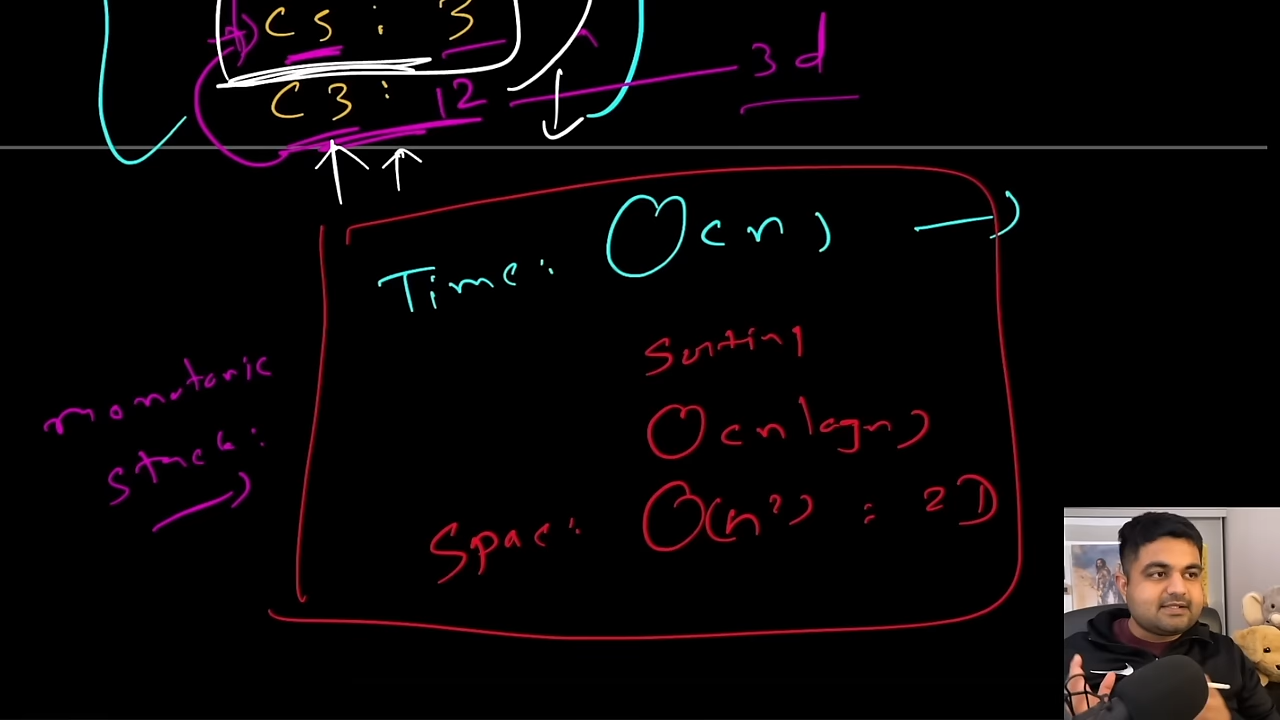 C5 : 3
C3 : 12
3d
Time: O(n)
Sorting
O(nlogn)
monotonic
stack:
Space: O(n²) : 2D